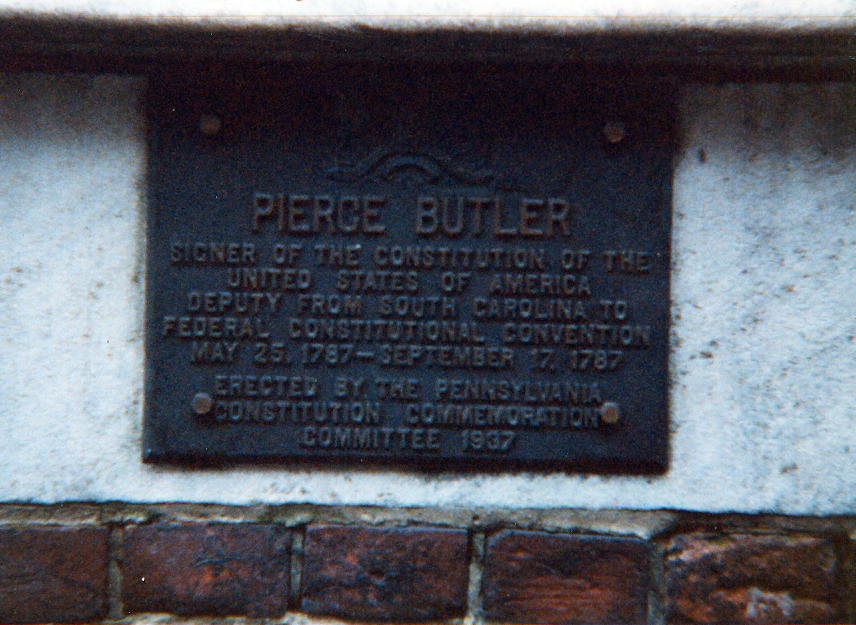 PIERCE BUTLER
SIGNER OF THE CONSTITUTION OF THE
UNITED STATES OF AMERICA
DEPUTY FROM SOUTH CAROLINA TO
FEDERAL CONSTITUTIONAL CONVENTION
MAY 25, 1787—SEPTEMBER 17, 1787
ERECTED BY THE PENNSYLVANIA
CONSTITUTION COMMEMORATION
COMMITTEE 1937